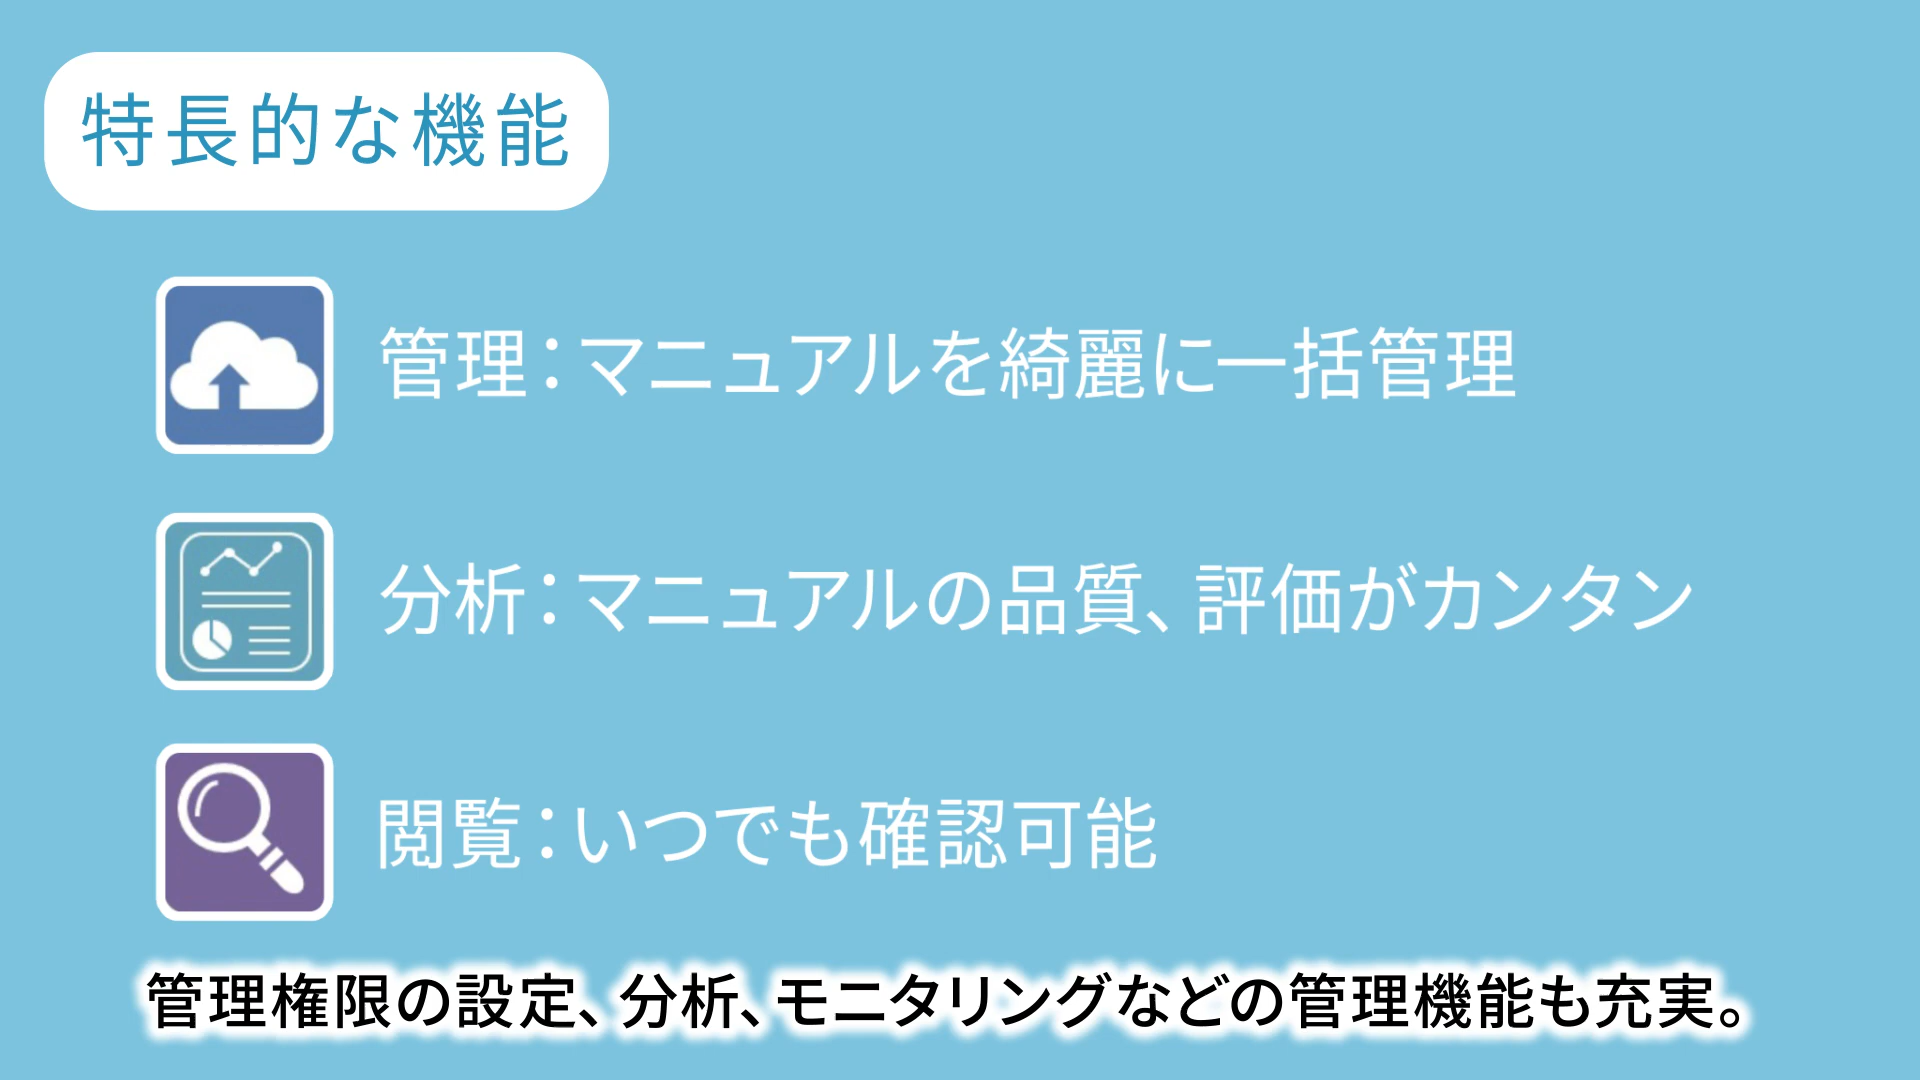 特長的な機能
管理：マニュアルを綺麗に一括管理
分析：マニュアルの品質、評価がカンタン
閲覧：いつでも確認可能
管理権限の設定、分析、モニタリングなどの管理機能も充実。